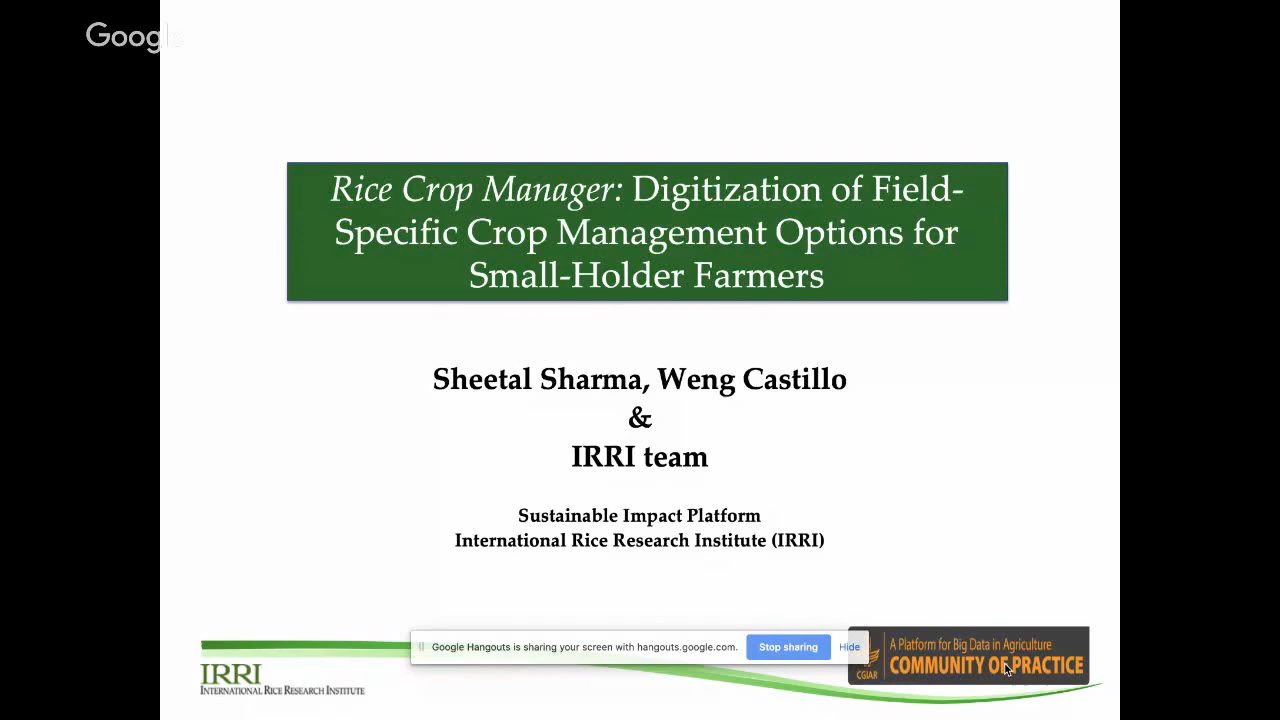 Google
Rice Crop Manager: Digitization of Field-
Specific Crop Management Options for
Small-Holder Farmers
Sheetal Sharma, Weng Castillo
&
IRRI team
Sustainable Impact Platform
International Rice Research Institute (IRRI)
Google Hangouts is sharing your screen with hangouts.google.com.
Stop sharing
Hide
A Platform for Big Data in Agriculture
COMMUNITY OF PRACTICE
CGIAR
IRRI
INTERNATIONAL RICE RESEARCH INSTITUTE